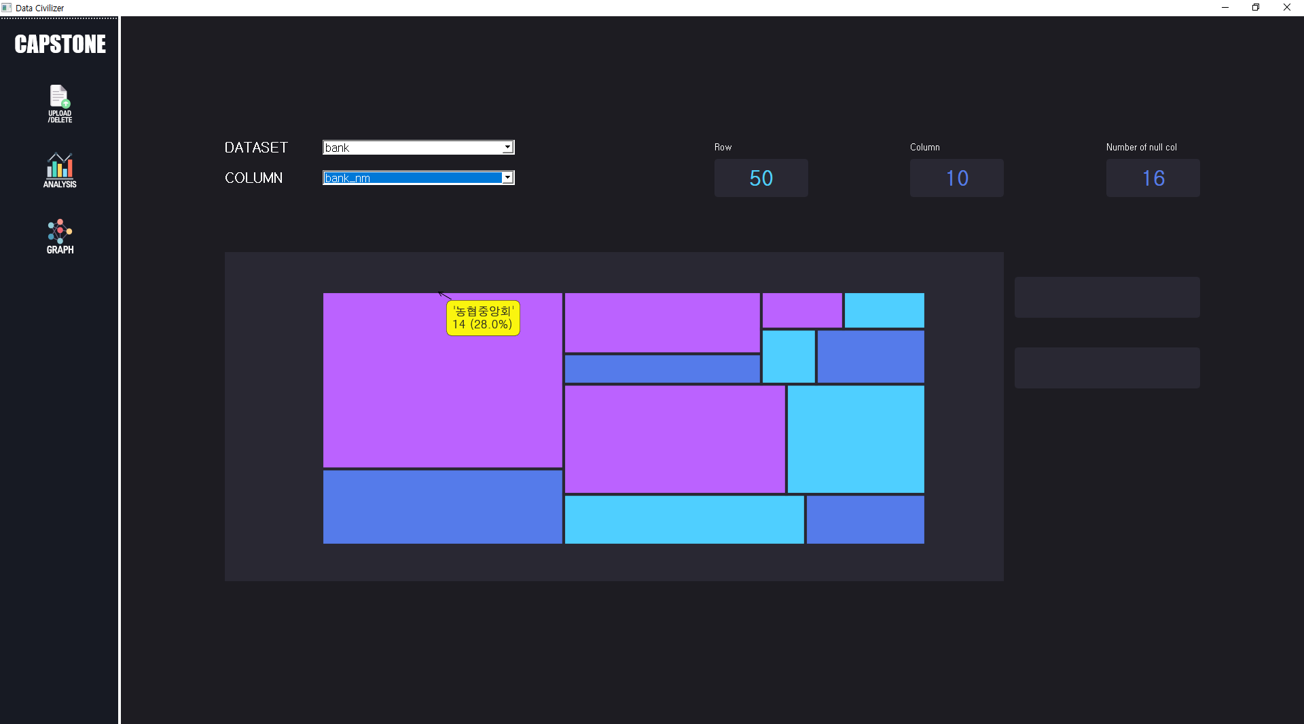 Data Civilizer
CAPSTONE
UPLOAD
/DELETE
ANALYSIS
GRAPH
DATASET
bank
COLUMN
bank_nm
Row
50
Column
10
Number of null col
16
'농협중앙회'
14 (28.0%)